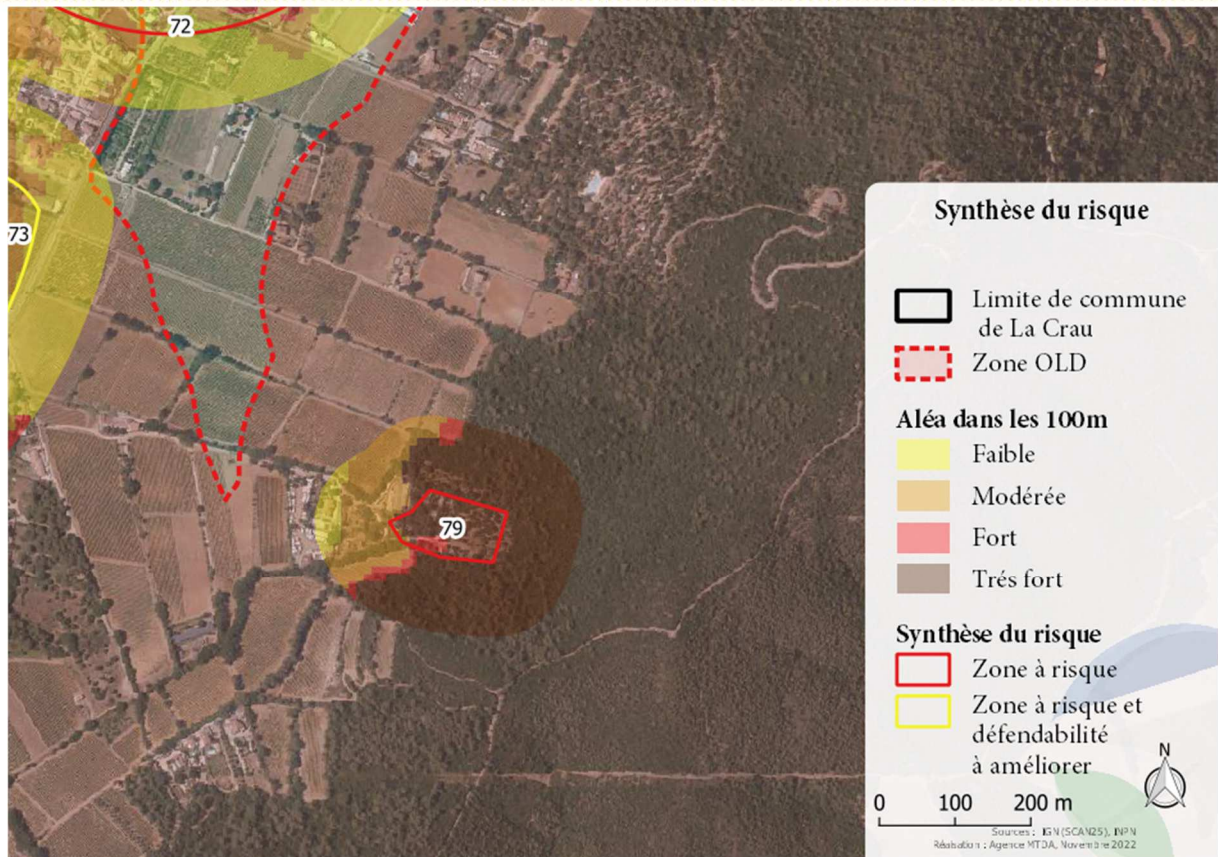 72
73
79
Synthèse du risque
Limite de commune
de La Crau
Zone OLD
Aléa dans les 100m
Faible
Modérée
Fort
Trés fort
Synthèse du risque
Zone à risque
Zone à risque et
défendabilité
à améliorer
N
0 100 200 m
Sources : IGN (SCAN25), INPN
Réalisation : Agence MTDA, Novembre 2022